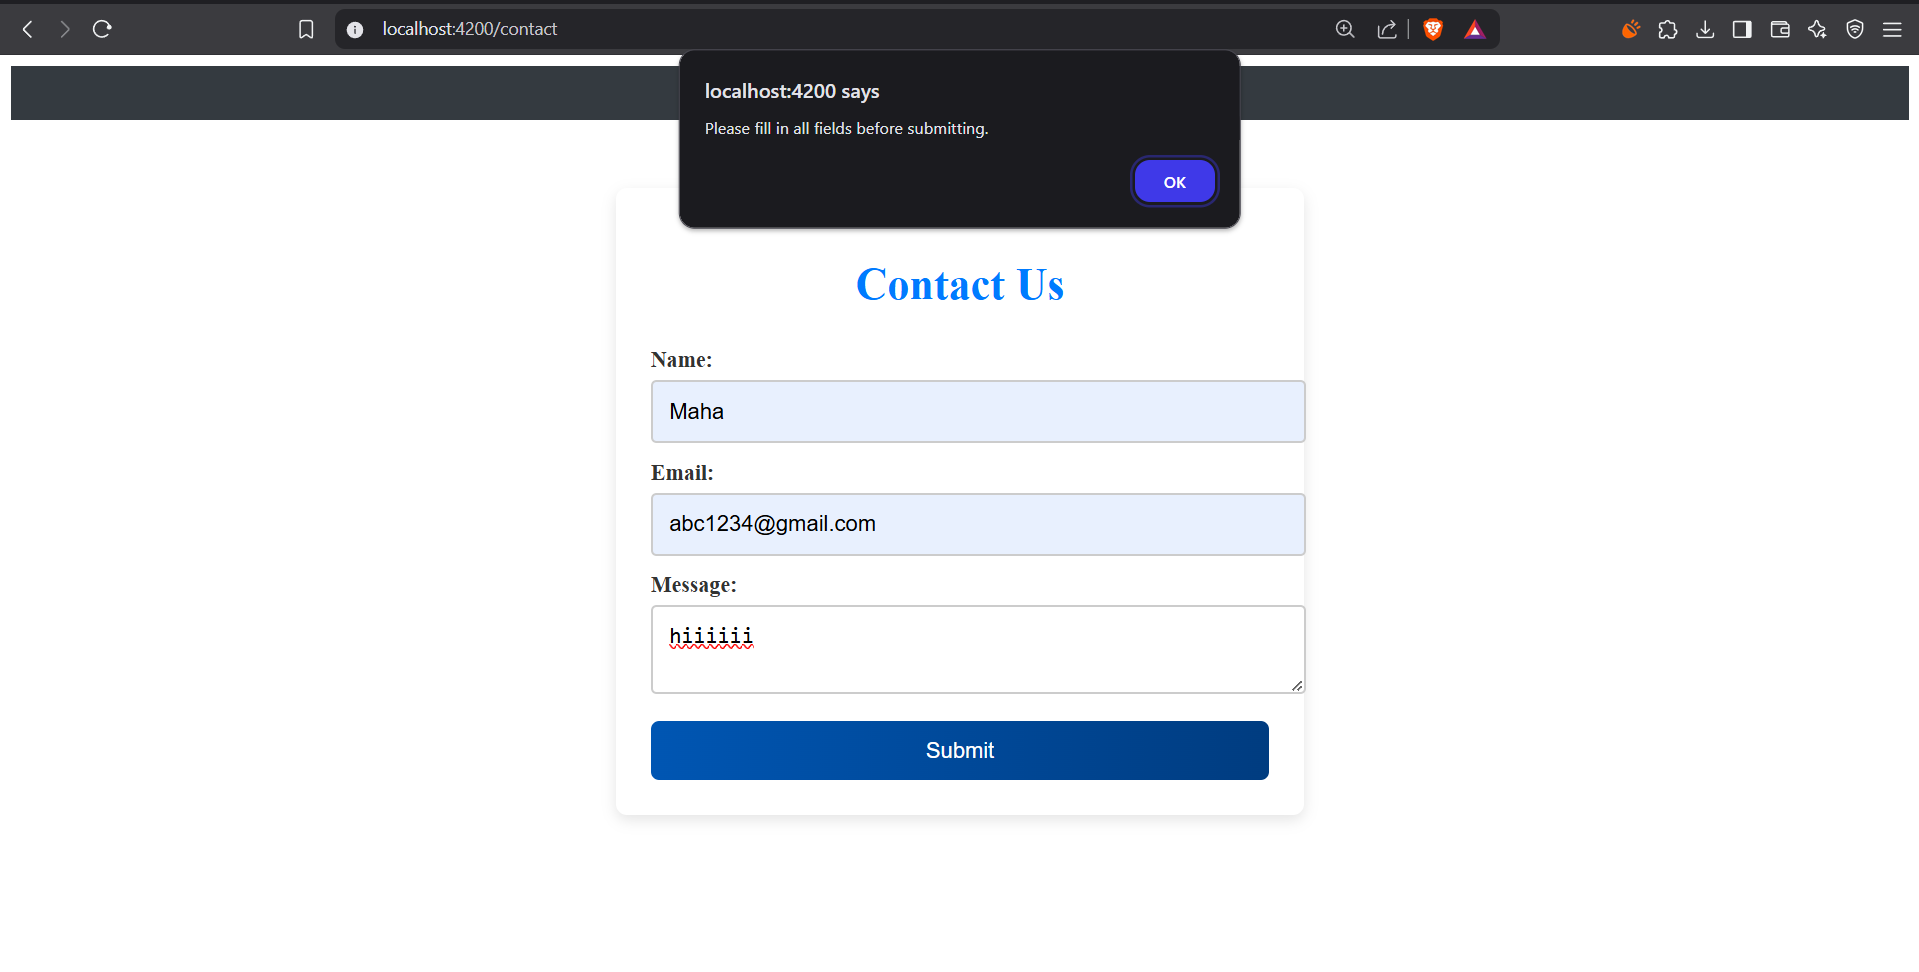 localhost:4200/contact
localhost:4200 says
Please fill in all fields before submitting.
OK
Contact Us
Name:
Maha
Email:
abc1234@gmail.com
Message:
hiiiiii
Submit